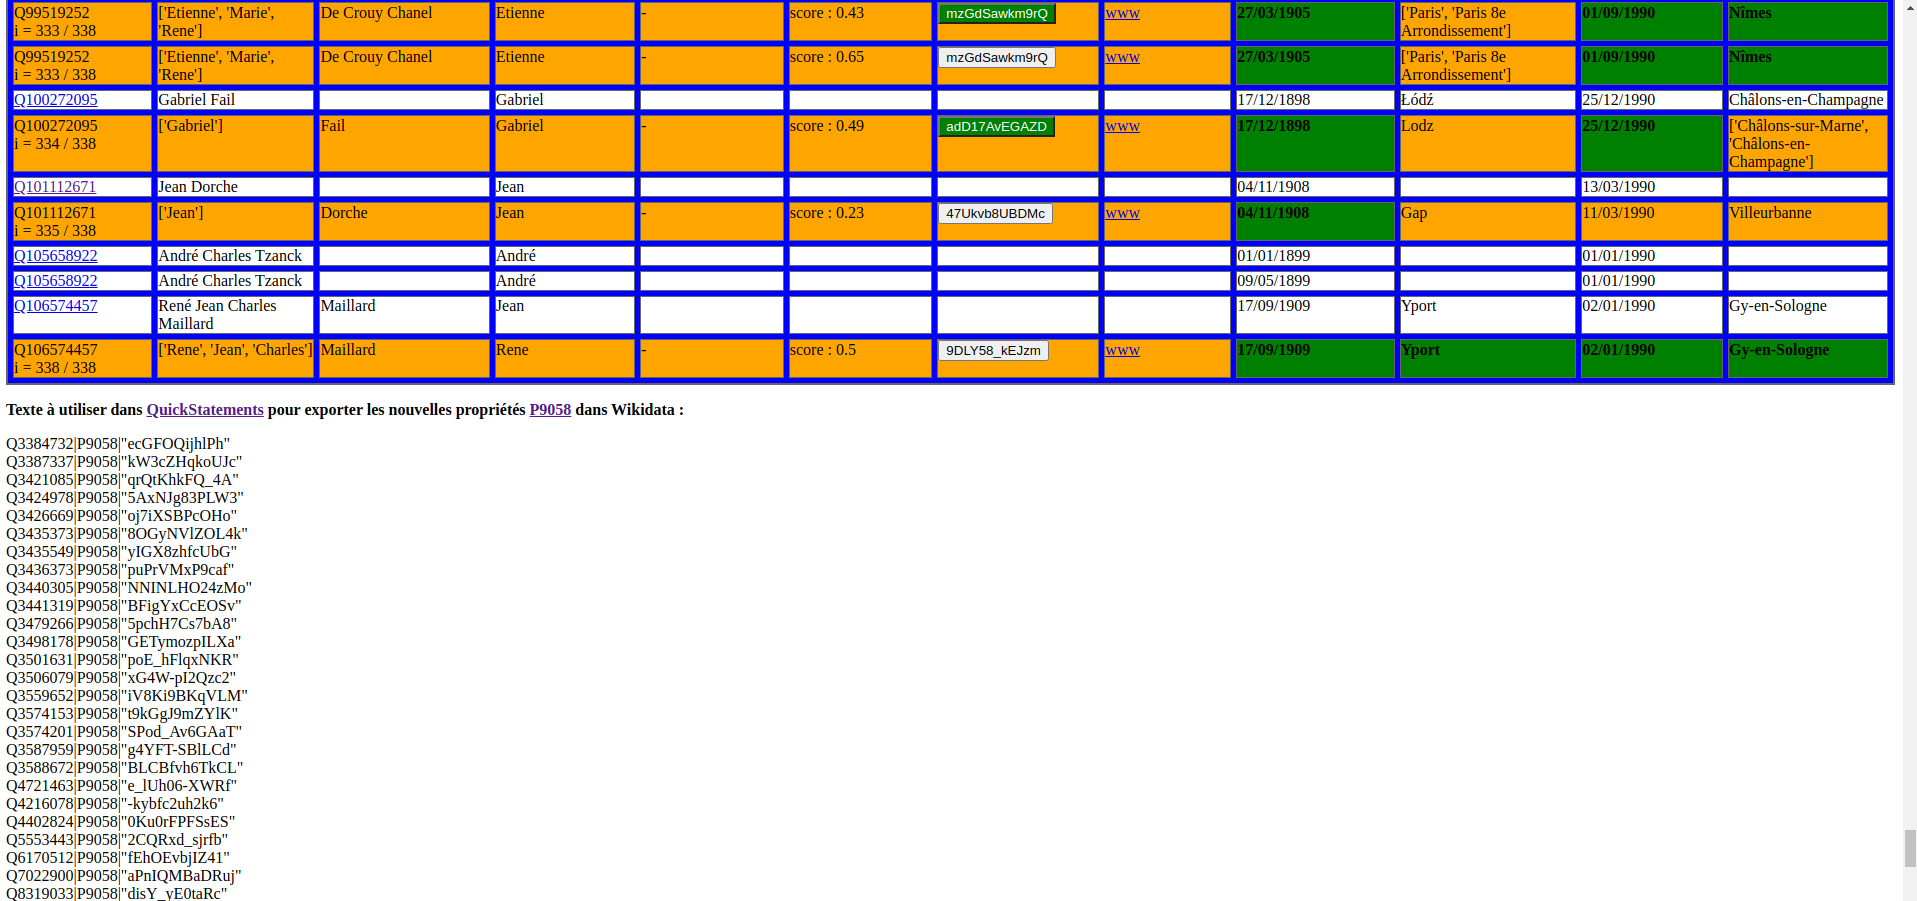 Q99519252 ['Etienne', 'Marie', De Crouy Chanel Etienne - score : 0.43 mzGdSawkm9rQ www 27/03/1905 ['Paris', 'Paris 8e 01/09/1990 Nîmes
i = 333 / 338 'Rene'] Arrondissement']
Q99519252 ['Etienne', 'Marie', De Crouy Chanel Etienne - score : 0.65 mzGdSawkm9rQ www 27/03/1905 ['Paris', 'Paris 8e 01/09/1990 Nîmes
i = 333 / 338 'Rene'] Arrondissement']
Q100272095 Gabriel Fail Gabriel 17/12/1898 Łódź 25/12/1990 Châlons-en-Champagne
Q100272095 ['Gabriel'] Fail Gabriel - score : 0.49 adD17AvEGAZD www 17/12/1898 Lodz 25/12/1990 ['Châlons-sur-Marne',
i = 334 / 338 'Châlons-en-
Champagne']
Q101112671 Jean Dorche Jean 04/11/1908 13/03/1990
Q101112671 ['Jean'] Dorche Jean - score : 0.23 47Ukvb8UBDMc www 04/11/1908 Gap 11/03/1990 Villeurbanne
i = 335 / 338
Q105658922 André Charles Tzanck André 01/01/1899 01/01/1990
Q105658922 André Charles Tzanck André 09/05/1899 01/01/1990
Q106574457 René Jean Charles Maillard Jean 17/09/1909 Yport 02/01/1990 Gy-en-Sologne
Maillard
Q106574457 ['Rene', 'Jean', 'Charles'] Maillard Rene - score : 0.5 9DLY58_kEJzm www 17/09/1909 Yport 02/01/1990 Gy-en-Sologne
i = 338 / 338
Texte à utiliser dans QuickStatements pour exporter les nouvelles propriétés P9058 dans Wikidata :
Q3384732|P9058|"ecGFOQijhlPh"
Q3387337|P9058|"kW3cZHqkoUJc"
Q3421085|P9058|"qrQtKhkFQ_4A"
Q3424978|P9058|"5AxNJg83PLW3"
Q3426669|P9058|"oj7iXSBPcOHo"
Q3435373|P9058|"8OGyNVlZOL4k"
Q3435549|P9058|"yIGX8zhfcUbG"
Q3436373|P9058|"puPrVMxP9caf"
Q3440305|P9058|"NNINLHO24zMo"
Q3441319|P9058|"BFigYxCcEOSv"
Q3479266|P9058|"5pchH7Cs7bA8"
Q3498178|P9058|"GETymozpILXa"
Q3501631|P9058|"poE_hFlqxNKR"
Q3506079|P9058|"xG4W-pI2Qzc2"
Q3559652|P9058|"iV8Ki9BKqVLM"
Q3574153|P9058|"t9kGgJ9mZYlK"
Q3574201|P9058|"SPod_Av6GAaT"
Q3587959|P9058|"g4YFT-SBlLCd"
Q3588672|P9058|"BLCBfvh6TkCL"
Q4721463|P9058|"e_lUh06-XWRf"
Q4216078|P9058|"-kybfc2uh2k6"
Q4402824|P9058|"0Ku0rFPFSsES"
Q5553443|P9058|"2CQRxd_sjrfb"
Q6170512|P9058|"fEhOEvbjIZ41"
Q7022900|P9058|"aPnIQMBaDRuj"
Q8319033|P9058|"disY_yE0taRc"